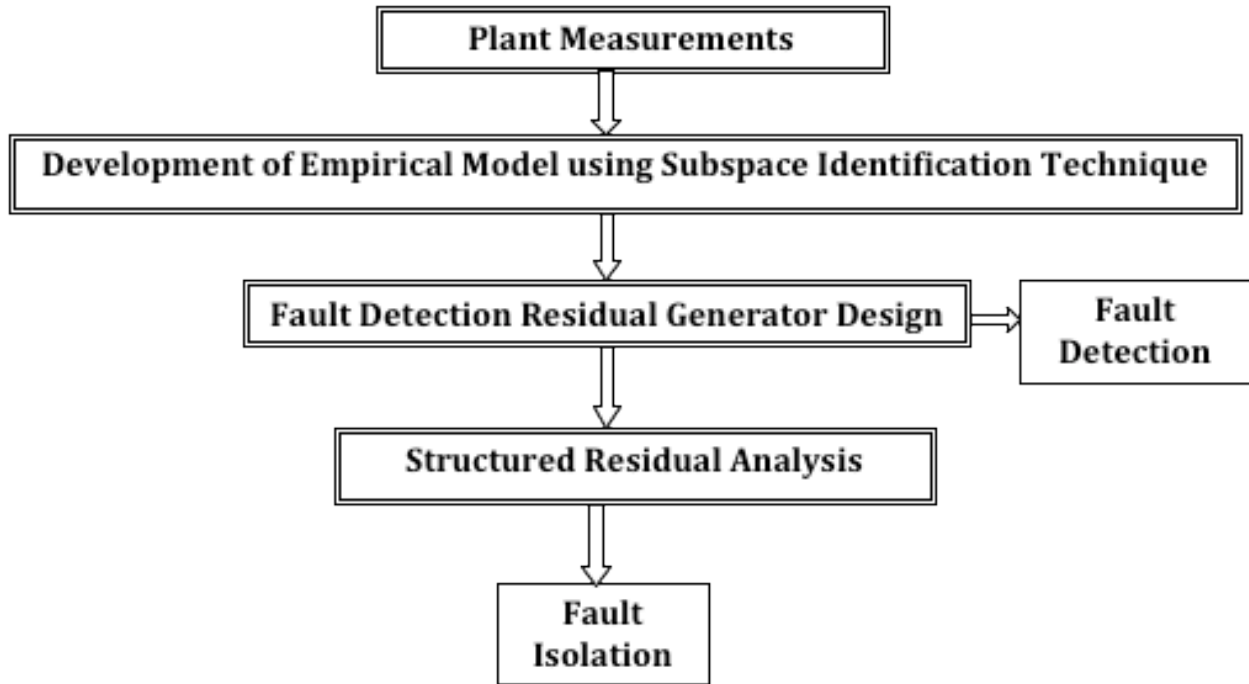 Plant Measurements
Development of Empirical Model using Subspace Identification Technique
Fault Detection Residual Generator Design
Fault
Detection
Structured Residual Analysis
Fault
Isolation